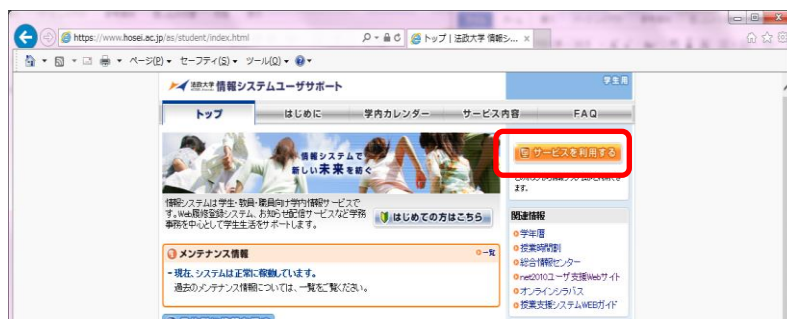 https://www.hosei.ac.jp/as/student/index.html
トップ | 法政大学 情報シ... ×
ページ(P) セーフティ(S) ツール(O)
法政大学 情報システムユーザサポート
学生用
トップ はじめに 学内カレンダー サービス内容 FAQ
情報システムで
新しい未来を紡ぐ
サービスを利用する
ます。
情報システムは学生・教員・職員向け学内情報サービスで
す。Web履修登録システム、お知らせ配信サービスなど学務
事務を中心として学生生活をサポートします。
はじめての方はこちら
メンテナンス情報
一覧
- 現在、システムは正常に稼動しています。
過去のメンテナンス情報については、一覧をご覧ください。
関連情報
学年暦
授業時間割
総合情報センター
net2010ユーザ支援Webサイト
オンラインシラバス
授業支援システムWEBガイド